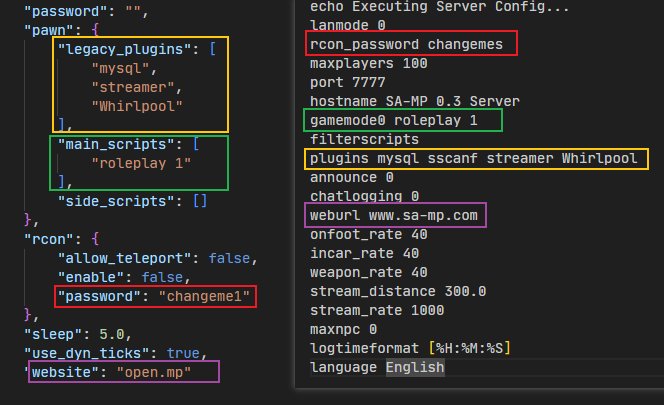 "password": "",
"pawn": {
"legacy_plugins": [
"mysql",
"streamer",
"Whirlpool"
],
"main_scripts": [
"roleplay 1"
],
"side_scripts": []
},
"rcon": {
"allow_teleport": false,
"enable": false,
"password": "changeme1"
},
"sleep": 5.0,
"use_dyn_ticks": true,
"website": "open.mp"
echo Executing Server Config...
lanmode 0
rcon_password changemes
maxplayers 100
port 7777
hostname SA-MP 0.3 Server
gamemode0 roleplay 1
filterscripts
plugins mysql sscanf streamer Whirlpool
announce 0
chatlogging 0
weburl www.sa-mp.com
onfoot_rate 40
incar_rate 40
weapon_rate 40
stream_distance 300.0
stream_rate 1000
maxnpc 0
logtimeformat [%H:%M:%S]
language English